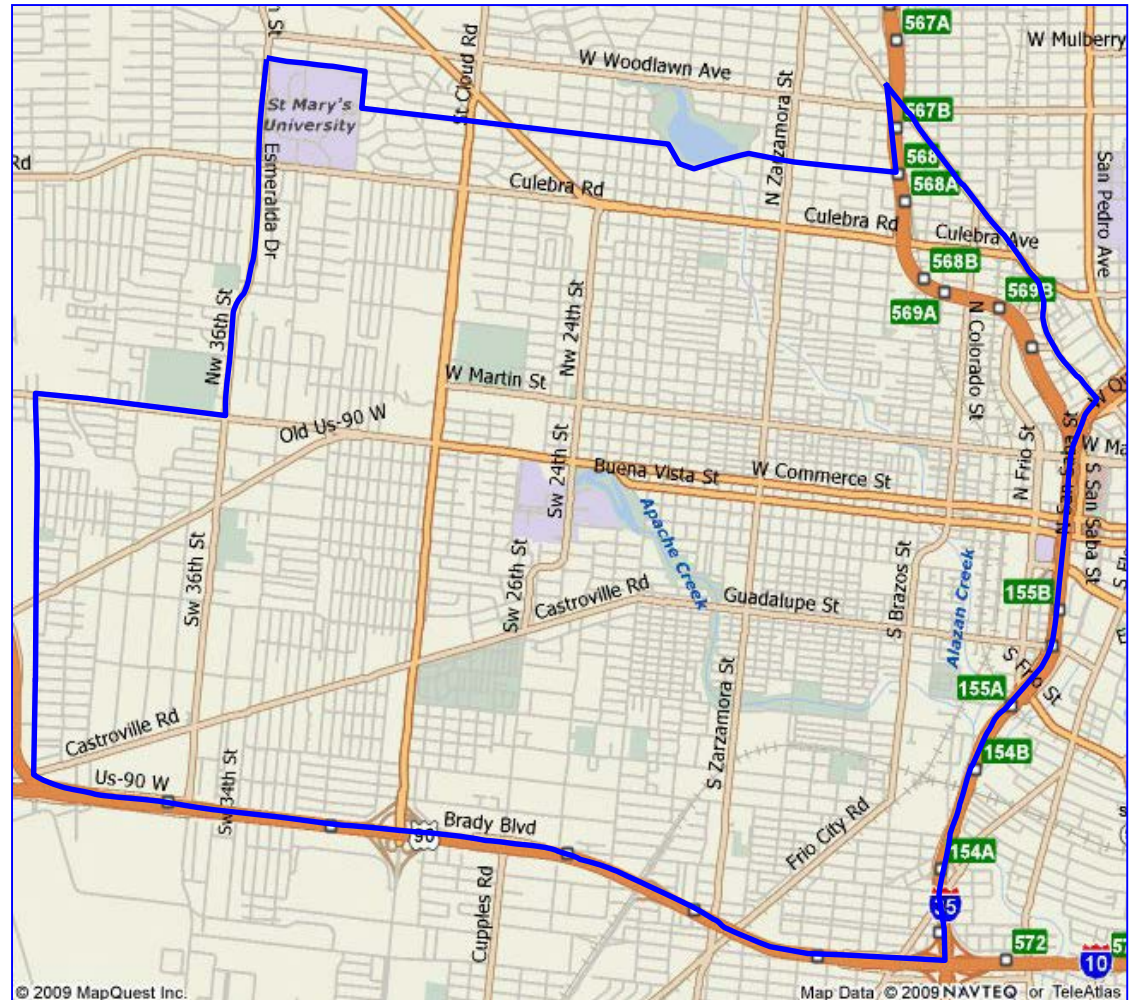 567A
W Mulberry
W Woodlawn Ave
St Cloud Rd
St Mary's
University
567B
N Zarzamora St
568
568A
San Pedro Ave
Rd
Esmeralda Dr
Culebra Rd
Culebra Rd
Culebra Ave
568B
569B
569A
Nw 36th St
Nw 24th St
N Colorado St
W Martin St
Old Us-90 W
Sw 24th St
Buena Vista St
W Commerce St
N Frio St
N San Saba St
S San Saba St
W Ma
Apache Creek
Sw 36th St
Sw 26th St
Castroville Rd
Guadalupe St
S Brazos St
Alazan Creek
155B
S Frio St
155A
S Zarzamora St
Castroville Rd
154B
Us-90 W
Sw 34th St
Brady Blvd
90
Frio City Rd
154A
35
Cupples Rd
572
10
© 2009 MapQuest Inc.
Map Data © 2009 NAVTEQ or TeleAtlas